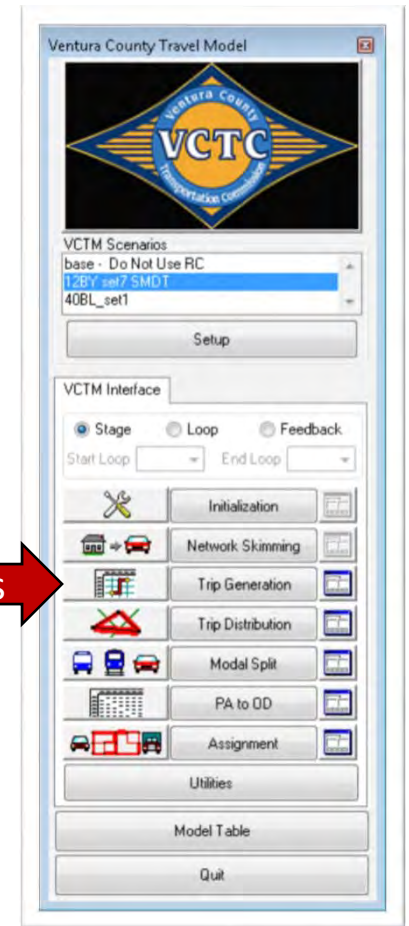 Ventura County Travel Model
Ventura County
VCTC
Transportation Commission
VCTM Scenarios
base - Do Not Use RC
12BY set7 SMDT
40BL_set1
Setup
VCTM Interface
Stage Loop Feedback
Start Loop End Loop
Initialization
Network Skimming
S
Trip Generation
Trip Distribution
Modal Split
PA to OD
Assignment
Utilities
Model Table
Quit